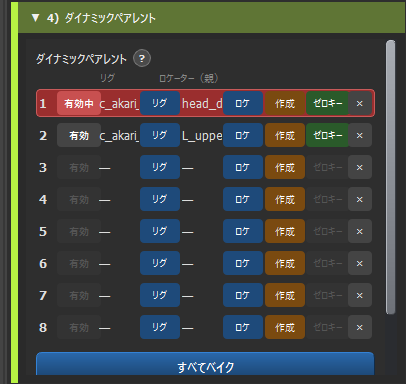 ▼ 4) ダイナミックペアレント
ダイナミックペアレント ?
リグ ロケーター (親)
1 有効中 c_akari_ リグ head_d ロケ 作成 ゼロキー ×
2 有効 c_akari_ リグ L_uppe ロケ 作成 ゼロキー ×
3 有効 — リグ — ロケ 作成 ゼロキー ×
4 有効 — リグ — ロケ 作成 ゼロキー ×
5 有効 — リグ — ロケ 作成 ゼロキー ×
6 有効 — リグ — ロケ 作成 ゼロキー ×
7 有効 — リグ — ロケ 作成 ゼロキー ×
8 有効 — リグ — ロケ 作成 ゼロキー ×
すべてベイク